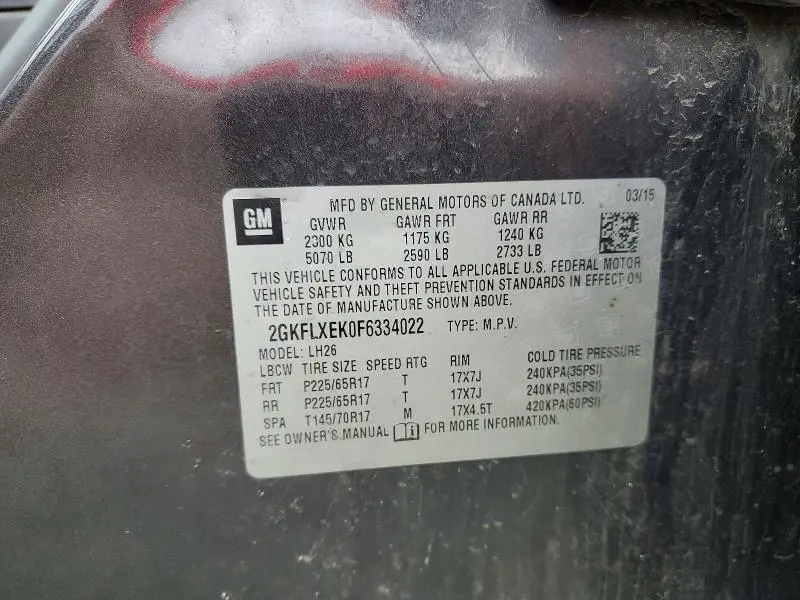 GM
MFD BY GENERAL MOTORS OF CANADA LTD. 03/15
GVWR GAWR FRT GAWR RR
2300 KG 1175 KG 1240 KG
5070 LB 2590 LB 2733 LB
THIS VEHICLE CONFORMS TO ALL APPLICABLE U.S. FEDERAL MOTOR
VEHICLE SAFETY AND THEFT PREVENTION STANDARDS IN EFFECT ON
THE DATE OF MANUFACTURE SHOWN ABOVE.
2GKFLXEK0F6334022 TYPE: M.P.V.
MODEL: LH26
LBCW TIRE SIZE SPEED RTG RIM COLD TIRE PRESSURE
FRT P225/65R17 T 17X7J 240KPA(35PSI)
RR P225/65R17 T 17X7J 240KPA(35PSI)
SPA T145/70R17 M 17X4.5T 420KPA(60PSI)
SEE OWNER'S MANUAL i FOR MORE INFORMATION.